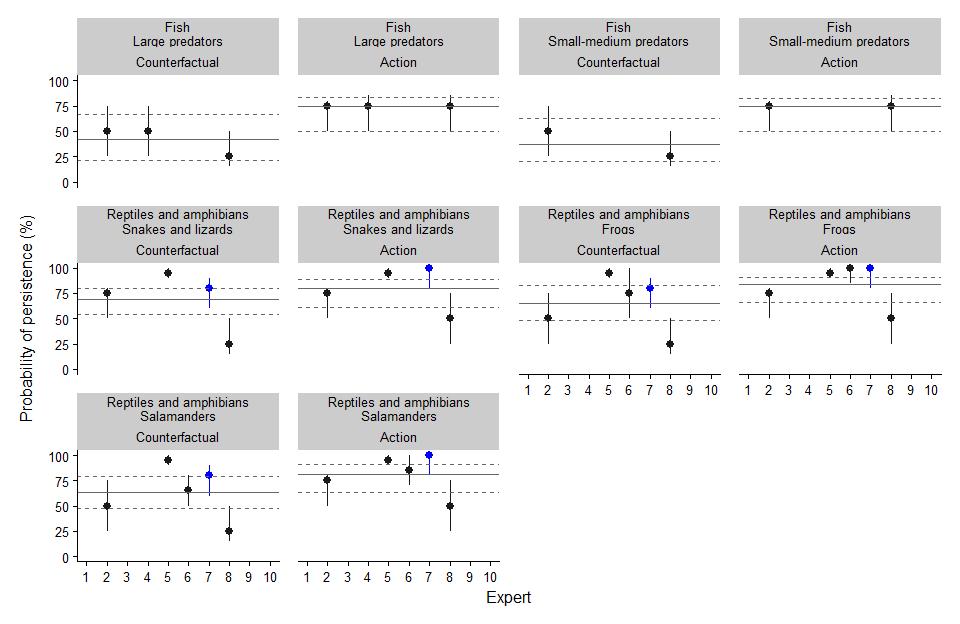 Fish
Large predators
Counterfactual
Fish
Large predators
Action
Fish
Small-medium predators
Counterfactual
Fish
Small-medium predators
Action
100
75
50
25
0
Reptiles and amphibians
Snakes and lizards
Counterfactual
Reptiles and amphibians
Snakes and lizards
Action
Reptiles and amphibians
Frogs
Counterfactual
Reptiles and amphibians
Frogs
Action
100
75
50
25
0
1 2 3 4 5 6 7 8 9 10
1 2 3 4 5 6 7 8 9 10
Reptiles and amphibians
Salamanders
Counterfactual
Reptiles and amphibians
Salamanders
Action
100
75
50
25
0
1 2 3 4 5 6 7 8 9 10
1 2 3 4 5 6 7 8 9 10
Expert
Probability of persistence (%)